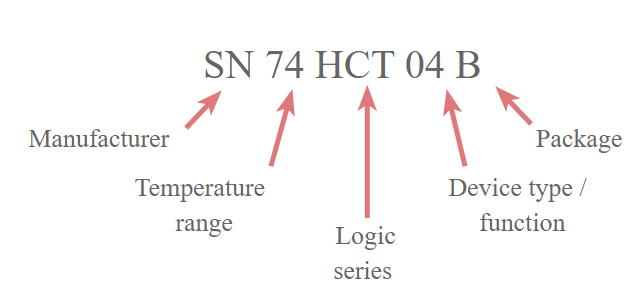 SN 74 HCT 04 B
Manufacturer
Package
Temperature
range
Device type /
function
Logic
series